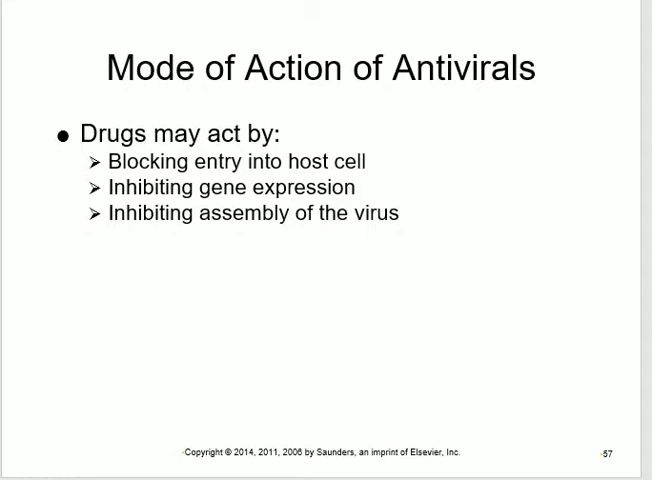 Mode of Action of Antivirals
● Drugs may act by:
➢ Blocking entry into host cell
➢ Inhibiting gene expression
➢ Inhibiting assembly of the virus
Copyright © 2014, 2011, 2006 by Saunders, an imprint of Elsevier, Inc.
57